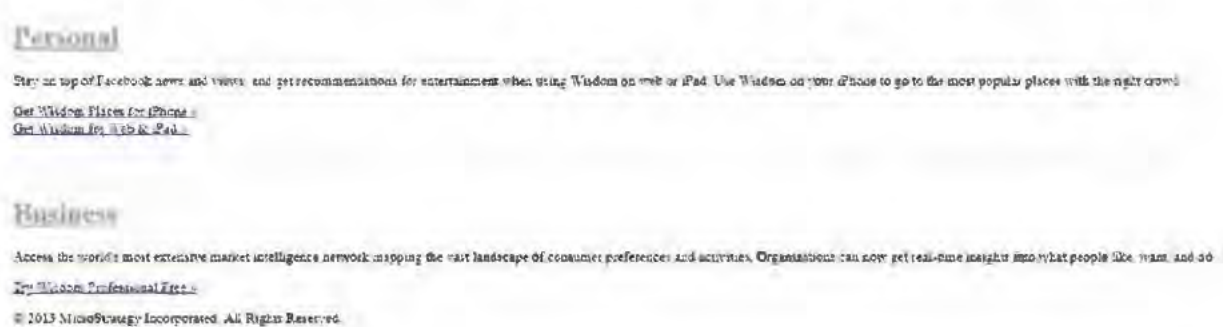 Personal
Stay on top of Facebook news and views, and get recommendations for entertainment when using Wisdom on web or iPad. Use Wisdom on your iPhone to go to the most popular places with the right crowd.
Get Wisdom Places for iPhone »
Get Wisdom for Web & iPad »
Business
Access the world's most extensive market intelligence network mapping the vast landscape of consumer preferences and activities. Organizations can now get real-time insights into what people like, want, and do.
Try Wisdom Professional Free »
© 2013 MicroStrategy Incorporated. All Rights Reserved.